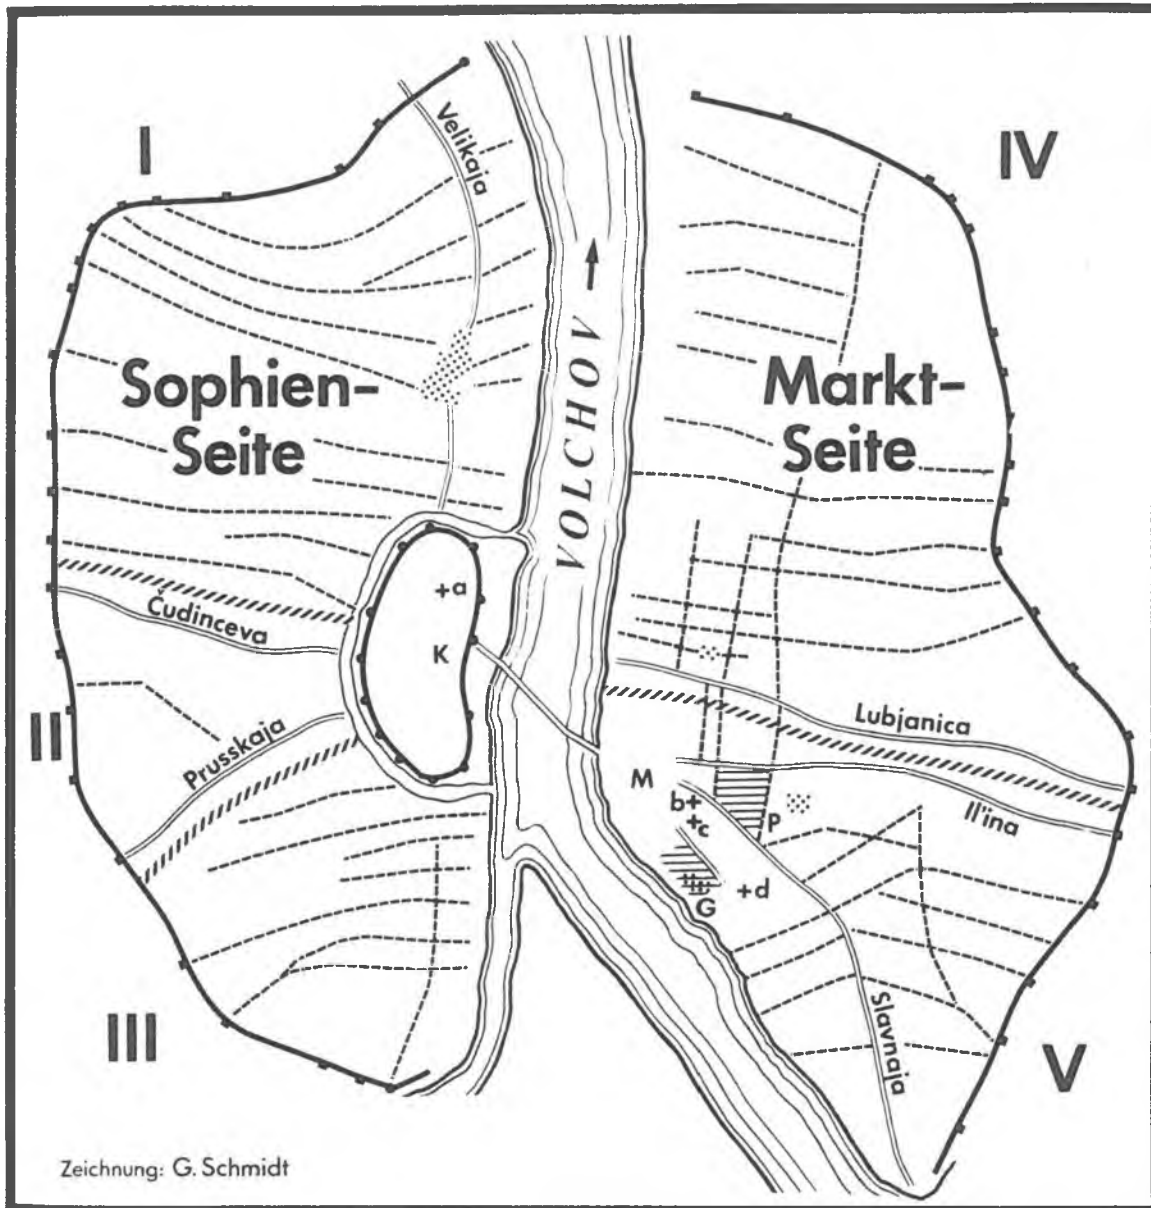 I
IV
Velikaja
Sophien-
Seite
VOLCHOV
Markt-
Seite
+a
K
Čudinceva
II
Prusskaja
Lubjanica
Il'ina
M
b+
+c
P
G
+d
Slavnaja
III
V
Zeichnung: G. Schmidt